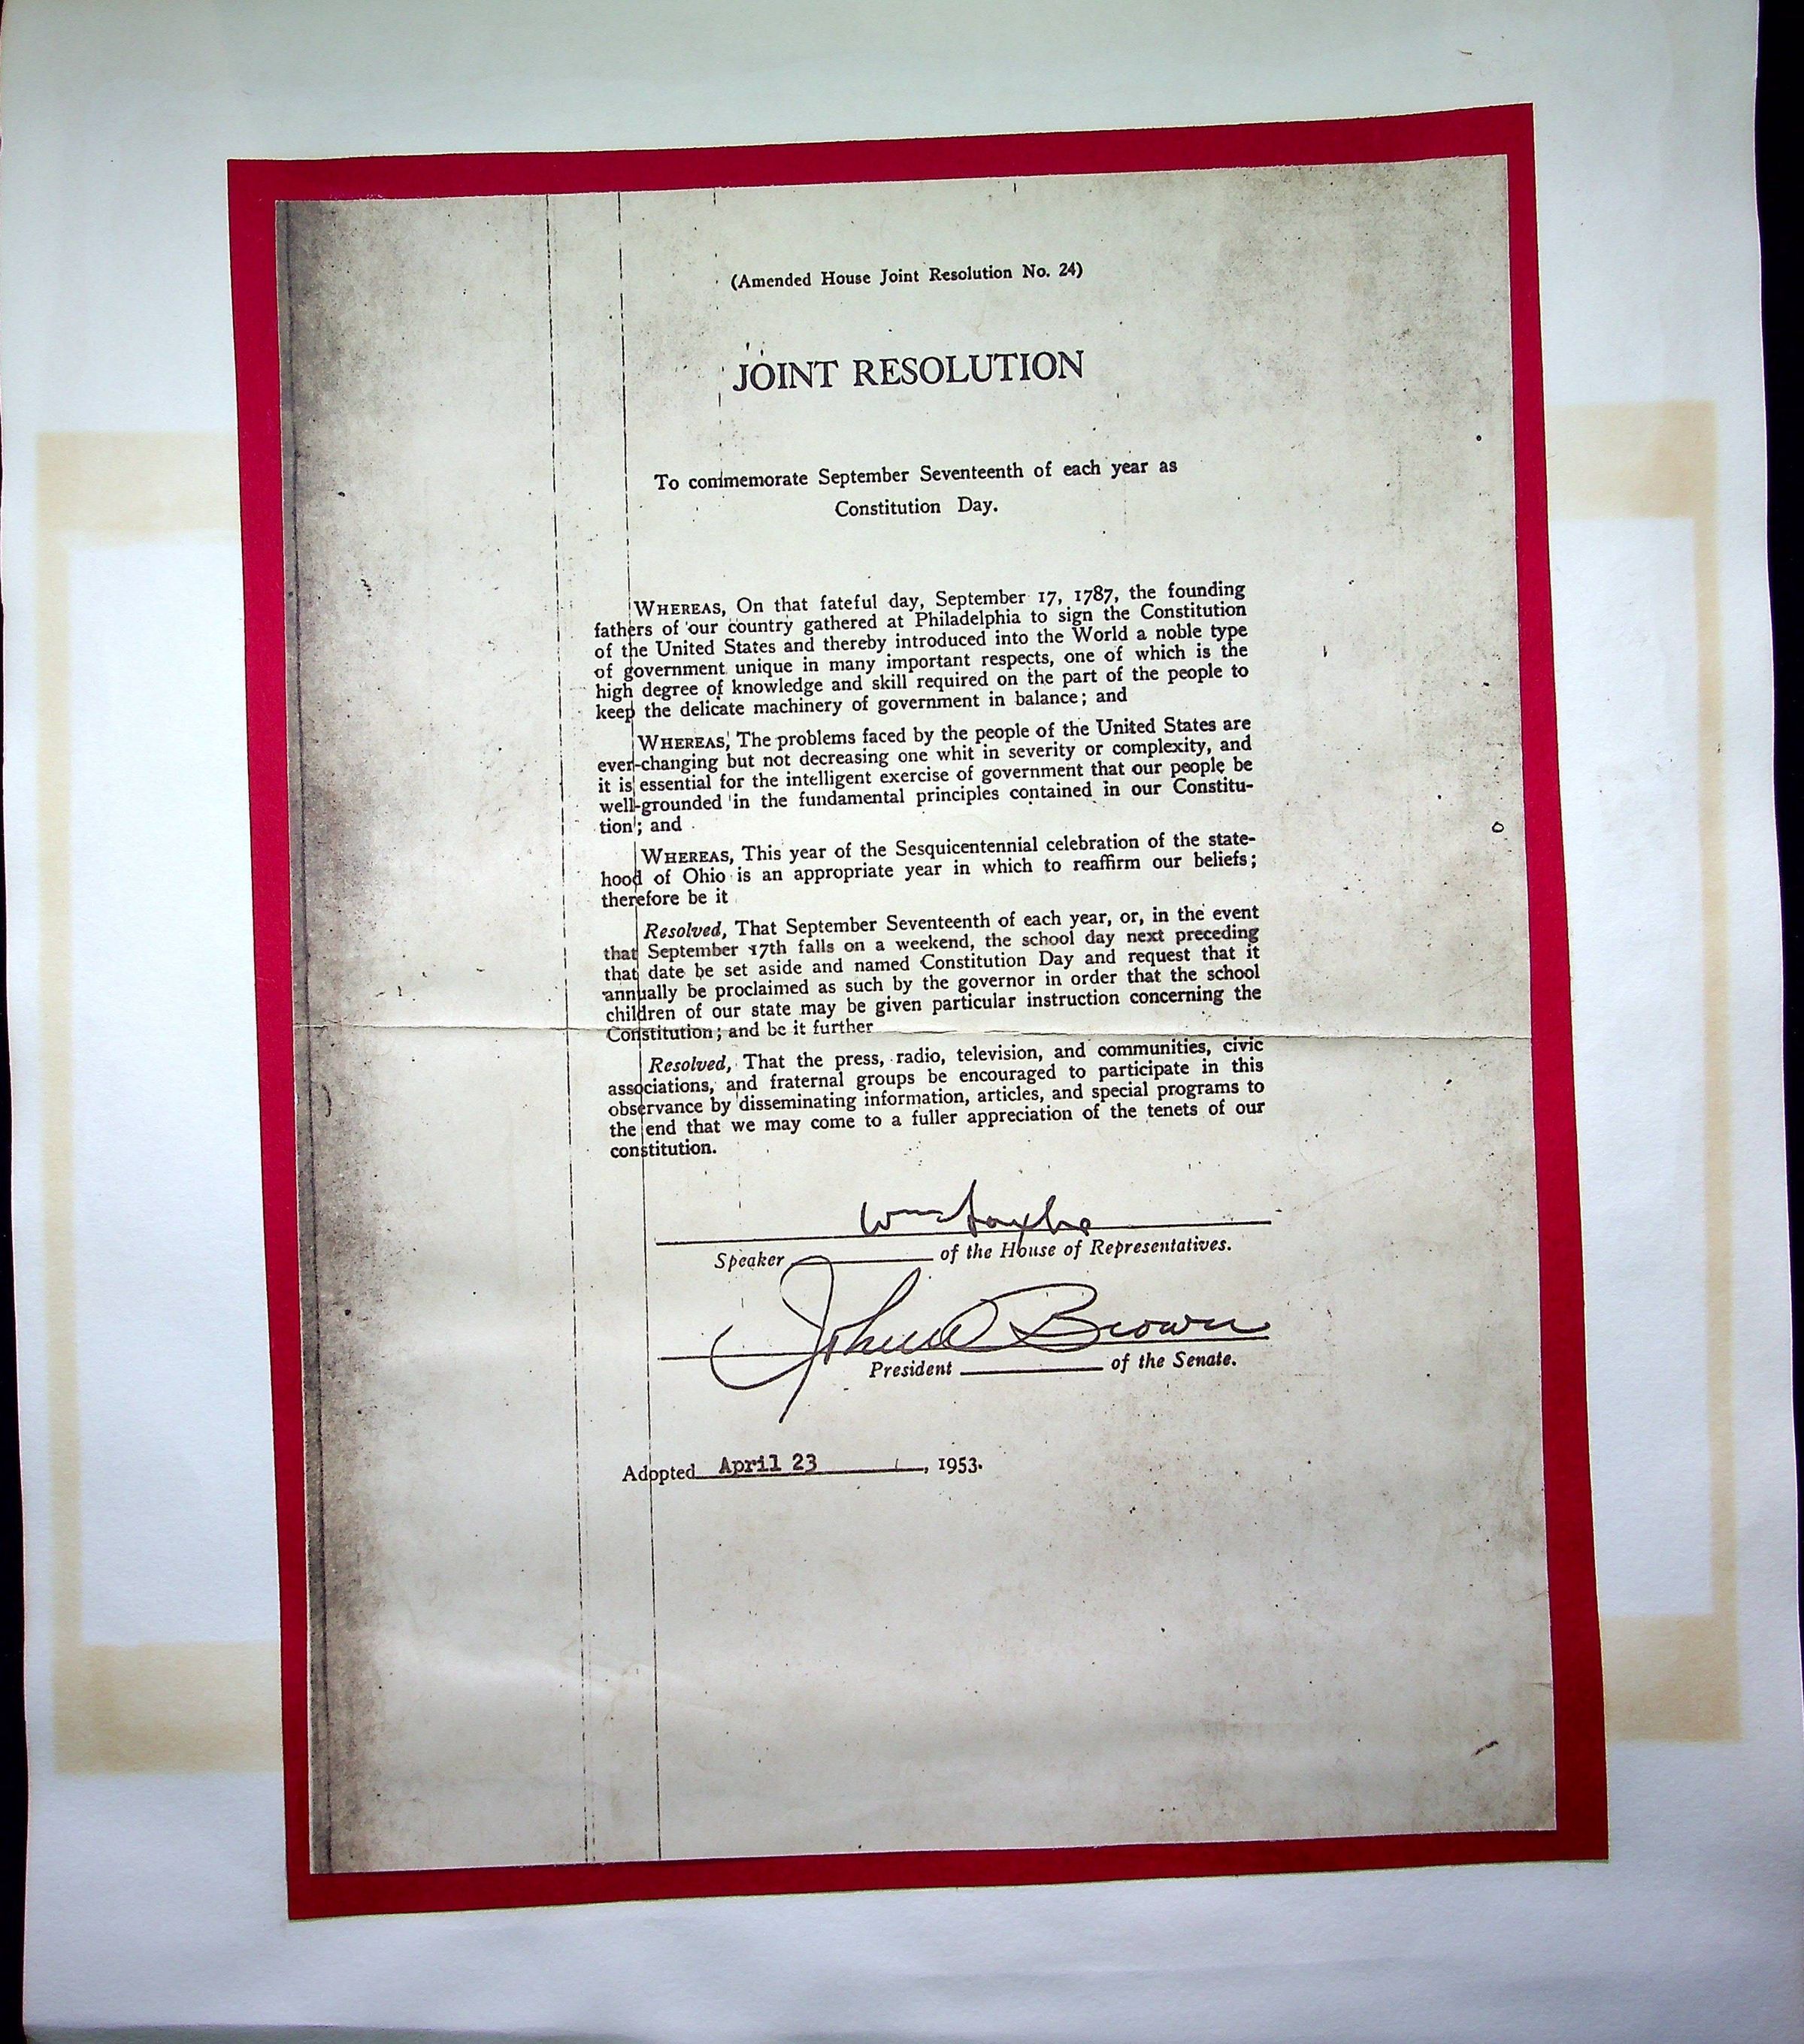 (Amended House Joint Resolution No. 24)
JOINT RESOLUTION
To commemorate September Seventeenth of each year as
Constitution Day.
WHEREAS, On that fateful day, September 17, 1787, the founding
fathers of our country gathered at Philadelphia to sign the Constitution
of the United States and thereby introduced into the World a noble type
of government unique in many important respects, one of which is the
high degree of knowledge and skill required on the part of the people to
keep the delicate machinery of government in balance; and
WHEREAS, The problems faced by the people of the United States are
ever-changing but not decreasing one whit in severity or complexity, and
it is essential for the intelligent exercise of government that our people be
well-grounded in the fundamental principles contained in our Constitu-
tion; and
WHEREAS, This year of the Sesquicentennial celebration of the state-
hood of Ohio is an appropriate year in which to reaffirm our beliefs;
therefore be it
Resolved, That September Seventeenth of each year, or, in the event
that September 17th falls on a weekend, the school day next preceding
that date be set aside and named Constitution Day and request that it
annually be proclaimed as such by the governor in order that the school
children of our state may be given particular instruction concerning the
Constitution; and be it further
Resolved, That the press, radio, television, and communities, civic
associations, and fraternal groups be encouraged to participate in this
observance by disseminating information, articles, and special programs to
the end that we may come to a fuller appreciation of the tenets of our
constitution.
Speaker of the House of Representatives.
John Brown
President of the Senate.
Adopted April 23, 1953.